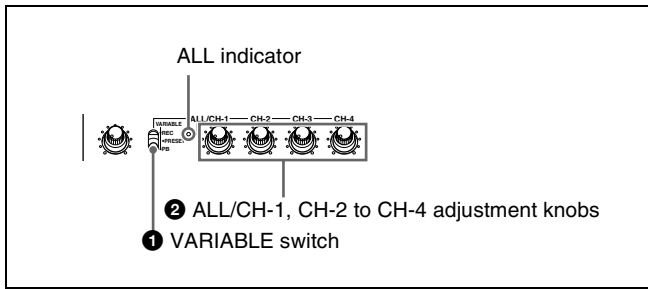 ALL indicator
VARIABLE
ALL/CH-1 CH-2 CH-3 CH-4
REC
•PRESET
PB
❷ ALL/CH-1, CH-2 to CH-4 adjustment knobs
❶ VARIABLE switch